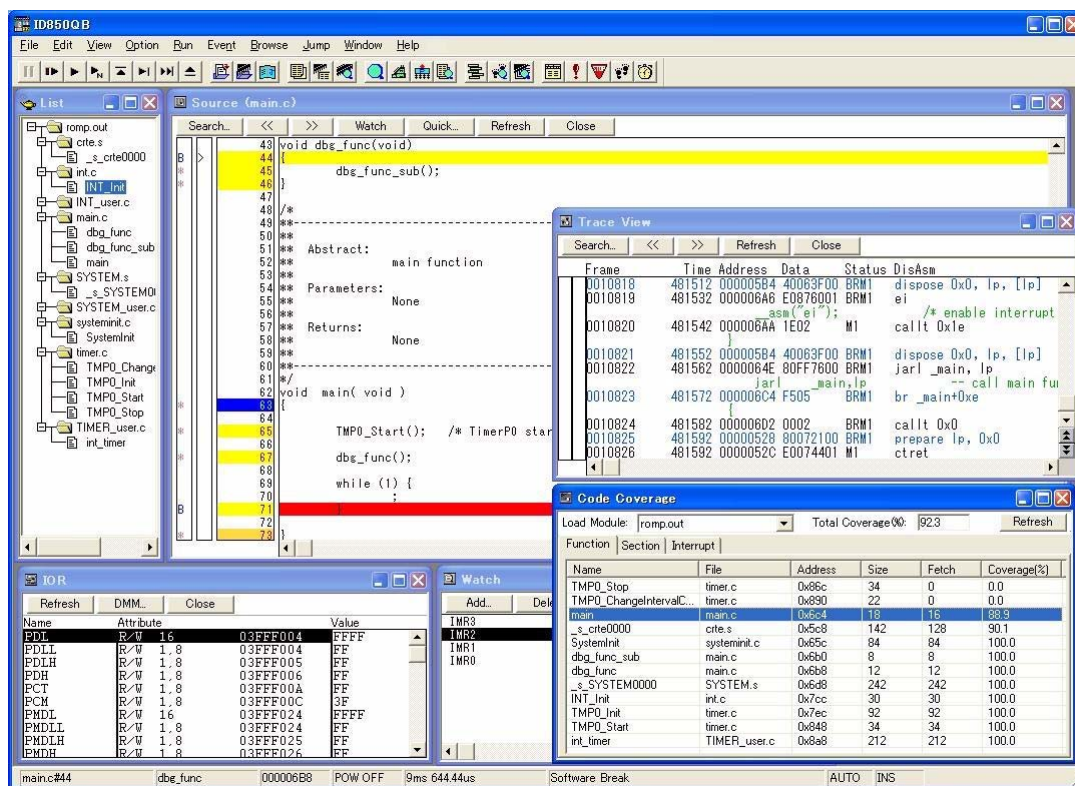 ID850QB
File Edit View Option Run Event Browse Jump Window Help
List
romp.out
crte.s
_s_crte0000
int.c
INT_Init
INT_user.c
main.c
dbg_func
dbg_func_sub
main
SYSTEM.s
_s_SYSTEM0
SYSTEM_user.c
systeminit.c
SystemInit
timer.c
TMP0_Change
TMP0_Init
TMP0_Start
TMP0_Stop
TIMER_user.c
int_timer
Source (main.c)
Search... << >> Watch Quick... Refresh Close
43 void dbg_func(void)
B > 44 {
* 45 dbg_func_sub();
* 46 }
47
48 /*
49 **-----------------------------------------------
50 **
51 ** Abstract:
52 ** main function
53 **
54 ** Parameters:
55 ** None
56 **
57 ** Returns:
58 ** None
59 **
60 **-----------------------------------------------
61 */
62 void main( void )
* 63 {
64
* 65 TMP0_Start(); /* TimerP0 star
66
* 67 dbg_func();
68
69 while (1) {
70 ;
B 71 }
72
* 73 }
Trace View
Search... << >> Refresh Close
Frame Time Address Data Status DisAsm
0010818 481512 000005B4 40063F00 BRM1 dispose 0x0, lp, [lp]
0010819 481532 000006A6 E0876001 BRM1 ei
__asm("ei"); /* enable interrupt
0010820 481542 000006AA 1E02 M1 callt 0x1e
}
0010821 481552 000005B4 40063F00 BRM1 dispose 0x0, lp, [lp]
0010822 481562 0000064E 80FF7600 BRM1 jarl _main, lp
jarl _main,lp -- call main fun
0010823 481572 000006C4 F505 BRM1 br _main+0xe
{
0010824 481582 000006D2 0002 BRM1 callt 0x0
0010825 481592 00000528 80072100 BRM1 prepare lp, 0x0
0010826 481592 0000052C E0074401 M1 ctret
Code Coverage
Load Module: romp.out Total Coverage(%): 92.3 Refresh
Function Section Interrupt
Name File Address Size Fetch Coverage(%)
TMP0_Stop timer.c 0x86c 34 0 0.0
TMP0_ChangeIntervalC... timer.c 0x890 22 0 0.0
main main.c 0x6c4 18 16 88.9
_s_crte0000 crte.s 0x5c8 142 128 90.1
SystemInit systeminit.c 0x65c 84 84 100.0
dbg_func_sub main.c 0x6b0 8 8 100.0
dbg_func main.c 0x6b8 12 12 100.0
_s_SYSTEM0000 SYSTEM.s 0x6d8 242 242 100.0
INT_Init int.c 0x7cc 30 30 100.0
TMP0_Init timer.c 0x7ec 92 92 100.0
TMP0_Start timer.c 0x848 34 34 100.0
int_timer TIMER_user.c 0x8a8 212 212 100.0
IOR
Refresh DMM... Close
Name Attribute Value
PDL R/W 16 03FFF004 FFFF
PDLL R/W 1,8 03FFF004 FF
PDLH R/W 1,8 03FFF005 FF
PDH R/W 1,8 03FFF006 FF
PCT R/W 1,8 03FFF00A FF
PCM R/W 1,8 03FFF00C 3F
PMDL R/W 16 03FFF024 FFFF
PMDLL R/W 1,8 03FFF024 FF
PMDLH R/W 1,8 03FFF025 FF
PMDH R/W 1,8 03FFF026 FF
Watch
Add... Dele
IMR3
IMR2
IMR1
IMR0
main.c#44 dbg_func 000006B8 POW OFF 9ms 644.44us Software Break AUTO INS